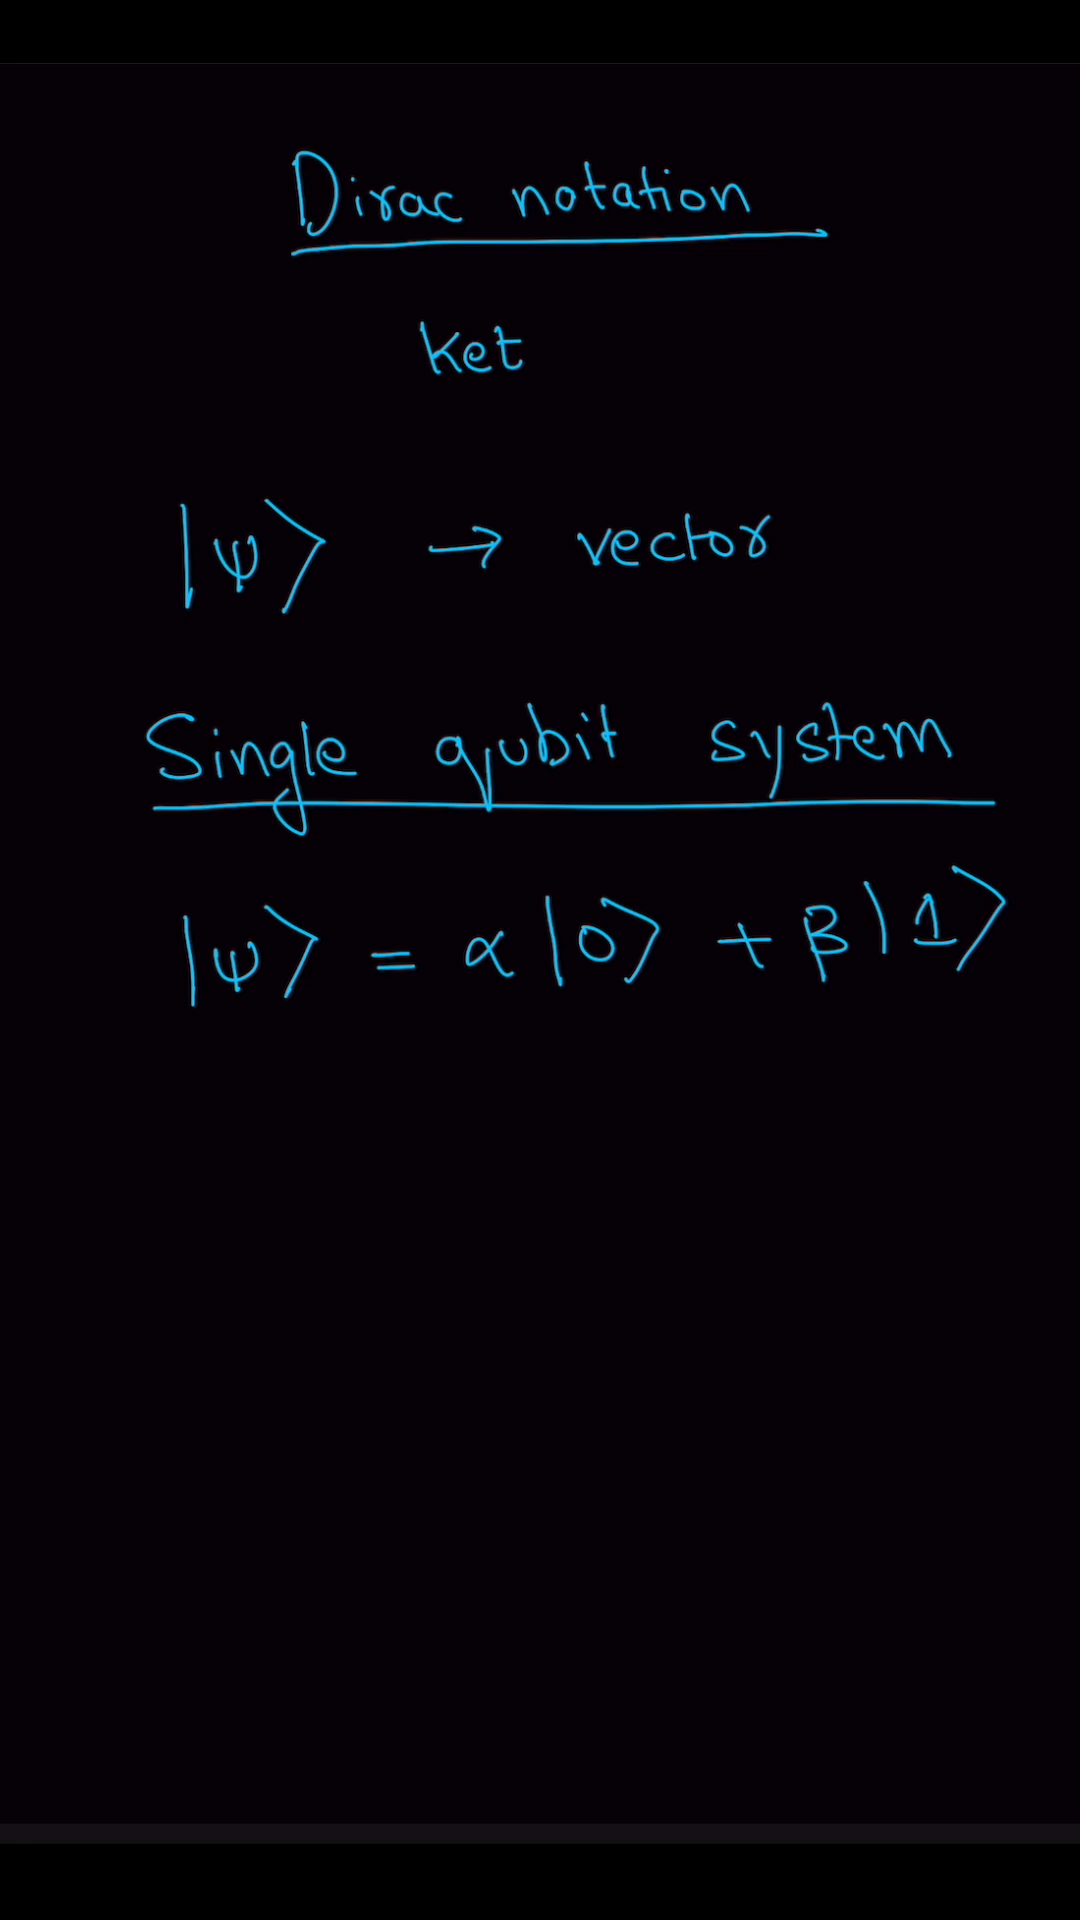 Dirac notation
ket
|ψ⟩ → vector
Single qubit system
|ψ⟩ = α|0⟩ + β|1⟩